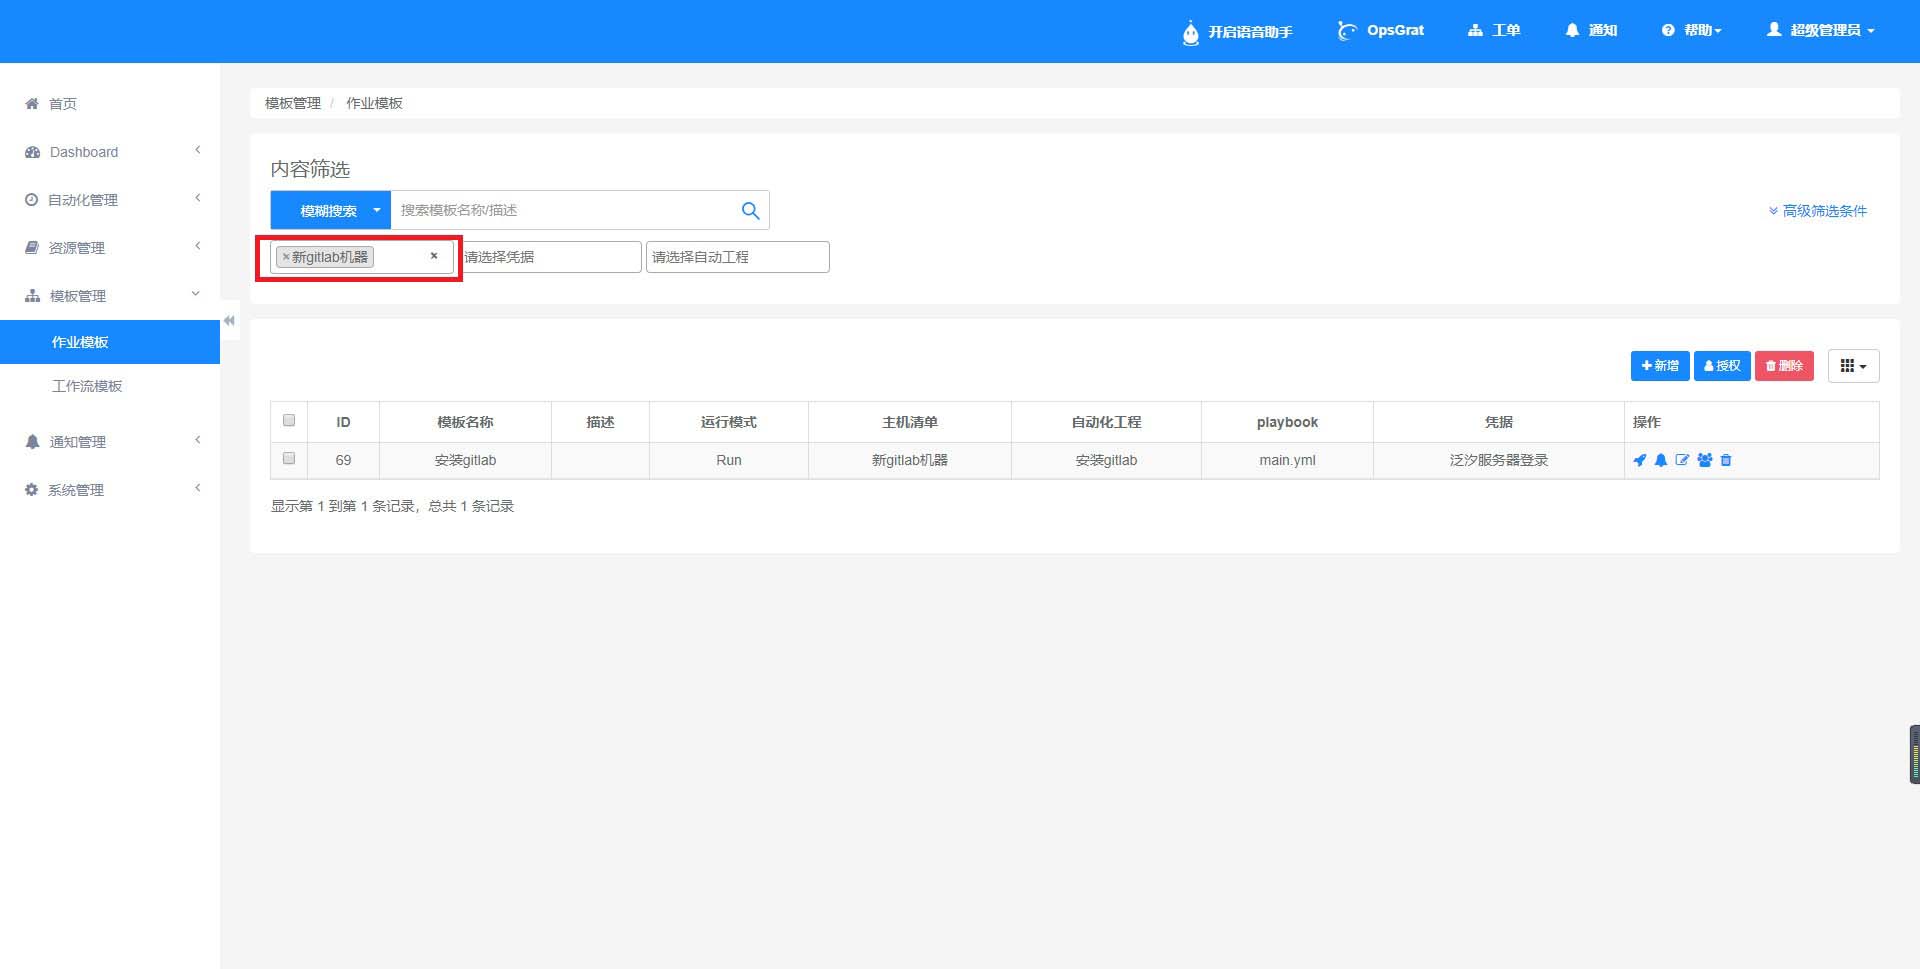 开启语音助手 OpsGrat 工单 通知 帮助 超级管理员
首页
Dashboard
自动化管理
资源管理
模板管理
作业模板
工作流模板
通知管理
系统管理
模板管理 / 作业模板
内容筛选
模糊搜索 搜索模板名称/描述 高级筛选条件
×新gitlab机器 × 请选择凭据 请选择自动工程
新增 授权 删除
ID 模板名称 描述 运行模式 主机清单 自动化工程 playbook 凭据 操作
69 安装gitlab Run 新gitlab机器 安装gitlab main.yml 泛汐服务器登录
显示第 1 到第 1 条记录，总共 1 条记录